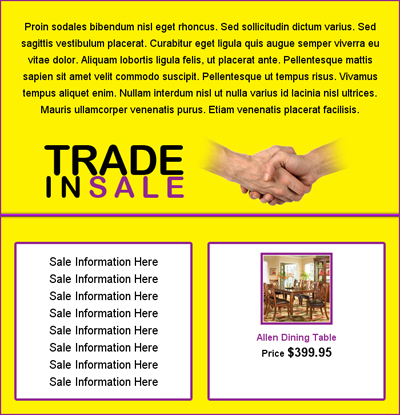 Proin sodales bibendum nisl eget rhoncus. Sed sollicitudin dictum varius. Sed
sagittis vestibulum placerat. Curabitur eget ligula quis augue semper viverra eu
vitae dolor. Aliquam lobortis ligula felis, ut placerat ante. Pellentesque mattis
sapien sit amet velit commodo suscipit. Pellentesque ut tempus risus. Vivamus
tempus aliquet enim. Nullam interdum nisl ut nulla varius id lacinia nisl ultrices.
Mauris ullamcorper venenatis purus. Etiam venenatis placerat facilisis.
TRADE
INSALE
Sale Information Here
Sale Information Here
Sale Information Here
Sale Information Here
Sale Information Here
Sale Information Here
Sale Information Here
Sale Information Here
Allen Dining Table
Price $399.95